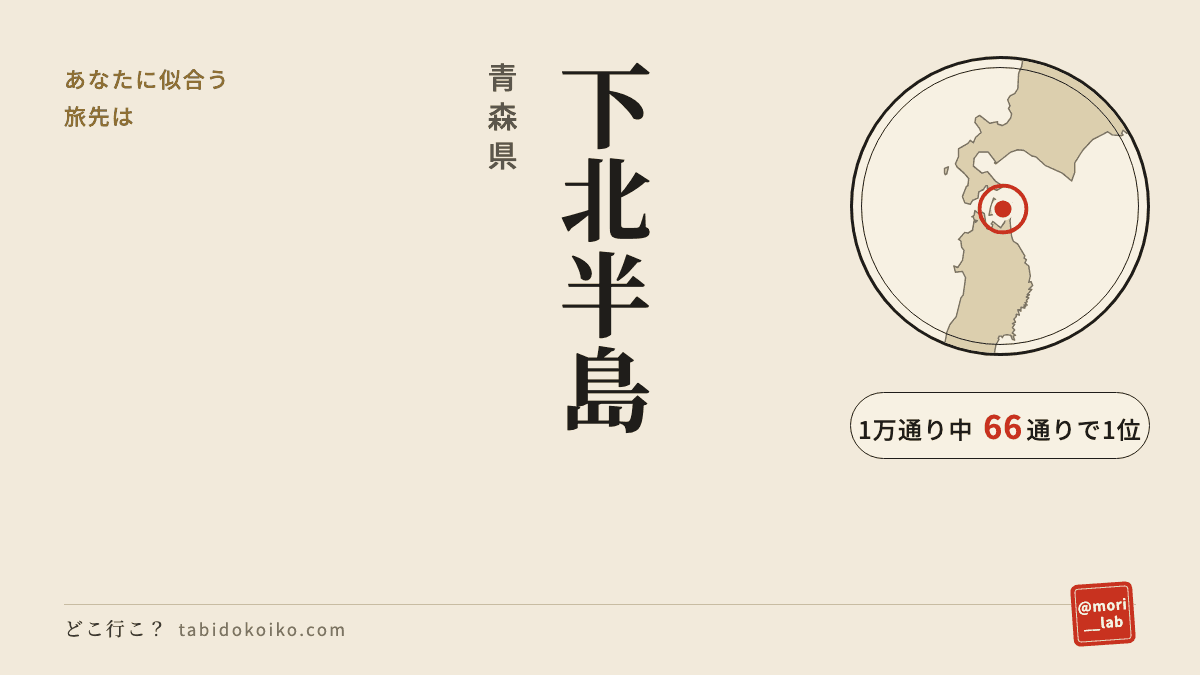 あなたに似合う
旅先は
下北半島
青森県
1万通り中 66通りで1位
どこ行こ？ tabidokoiko.com
@mori
__lab